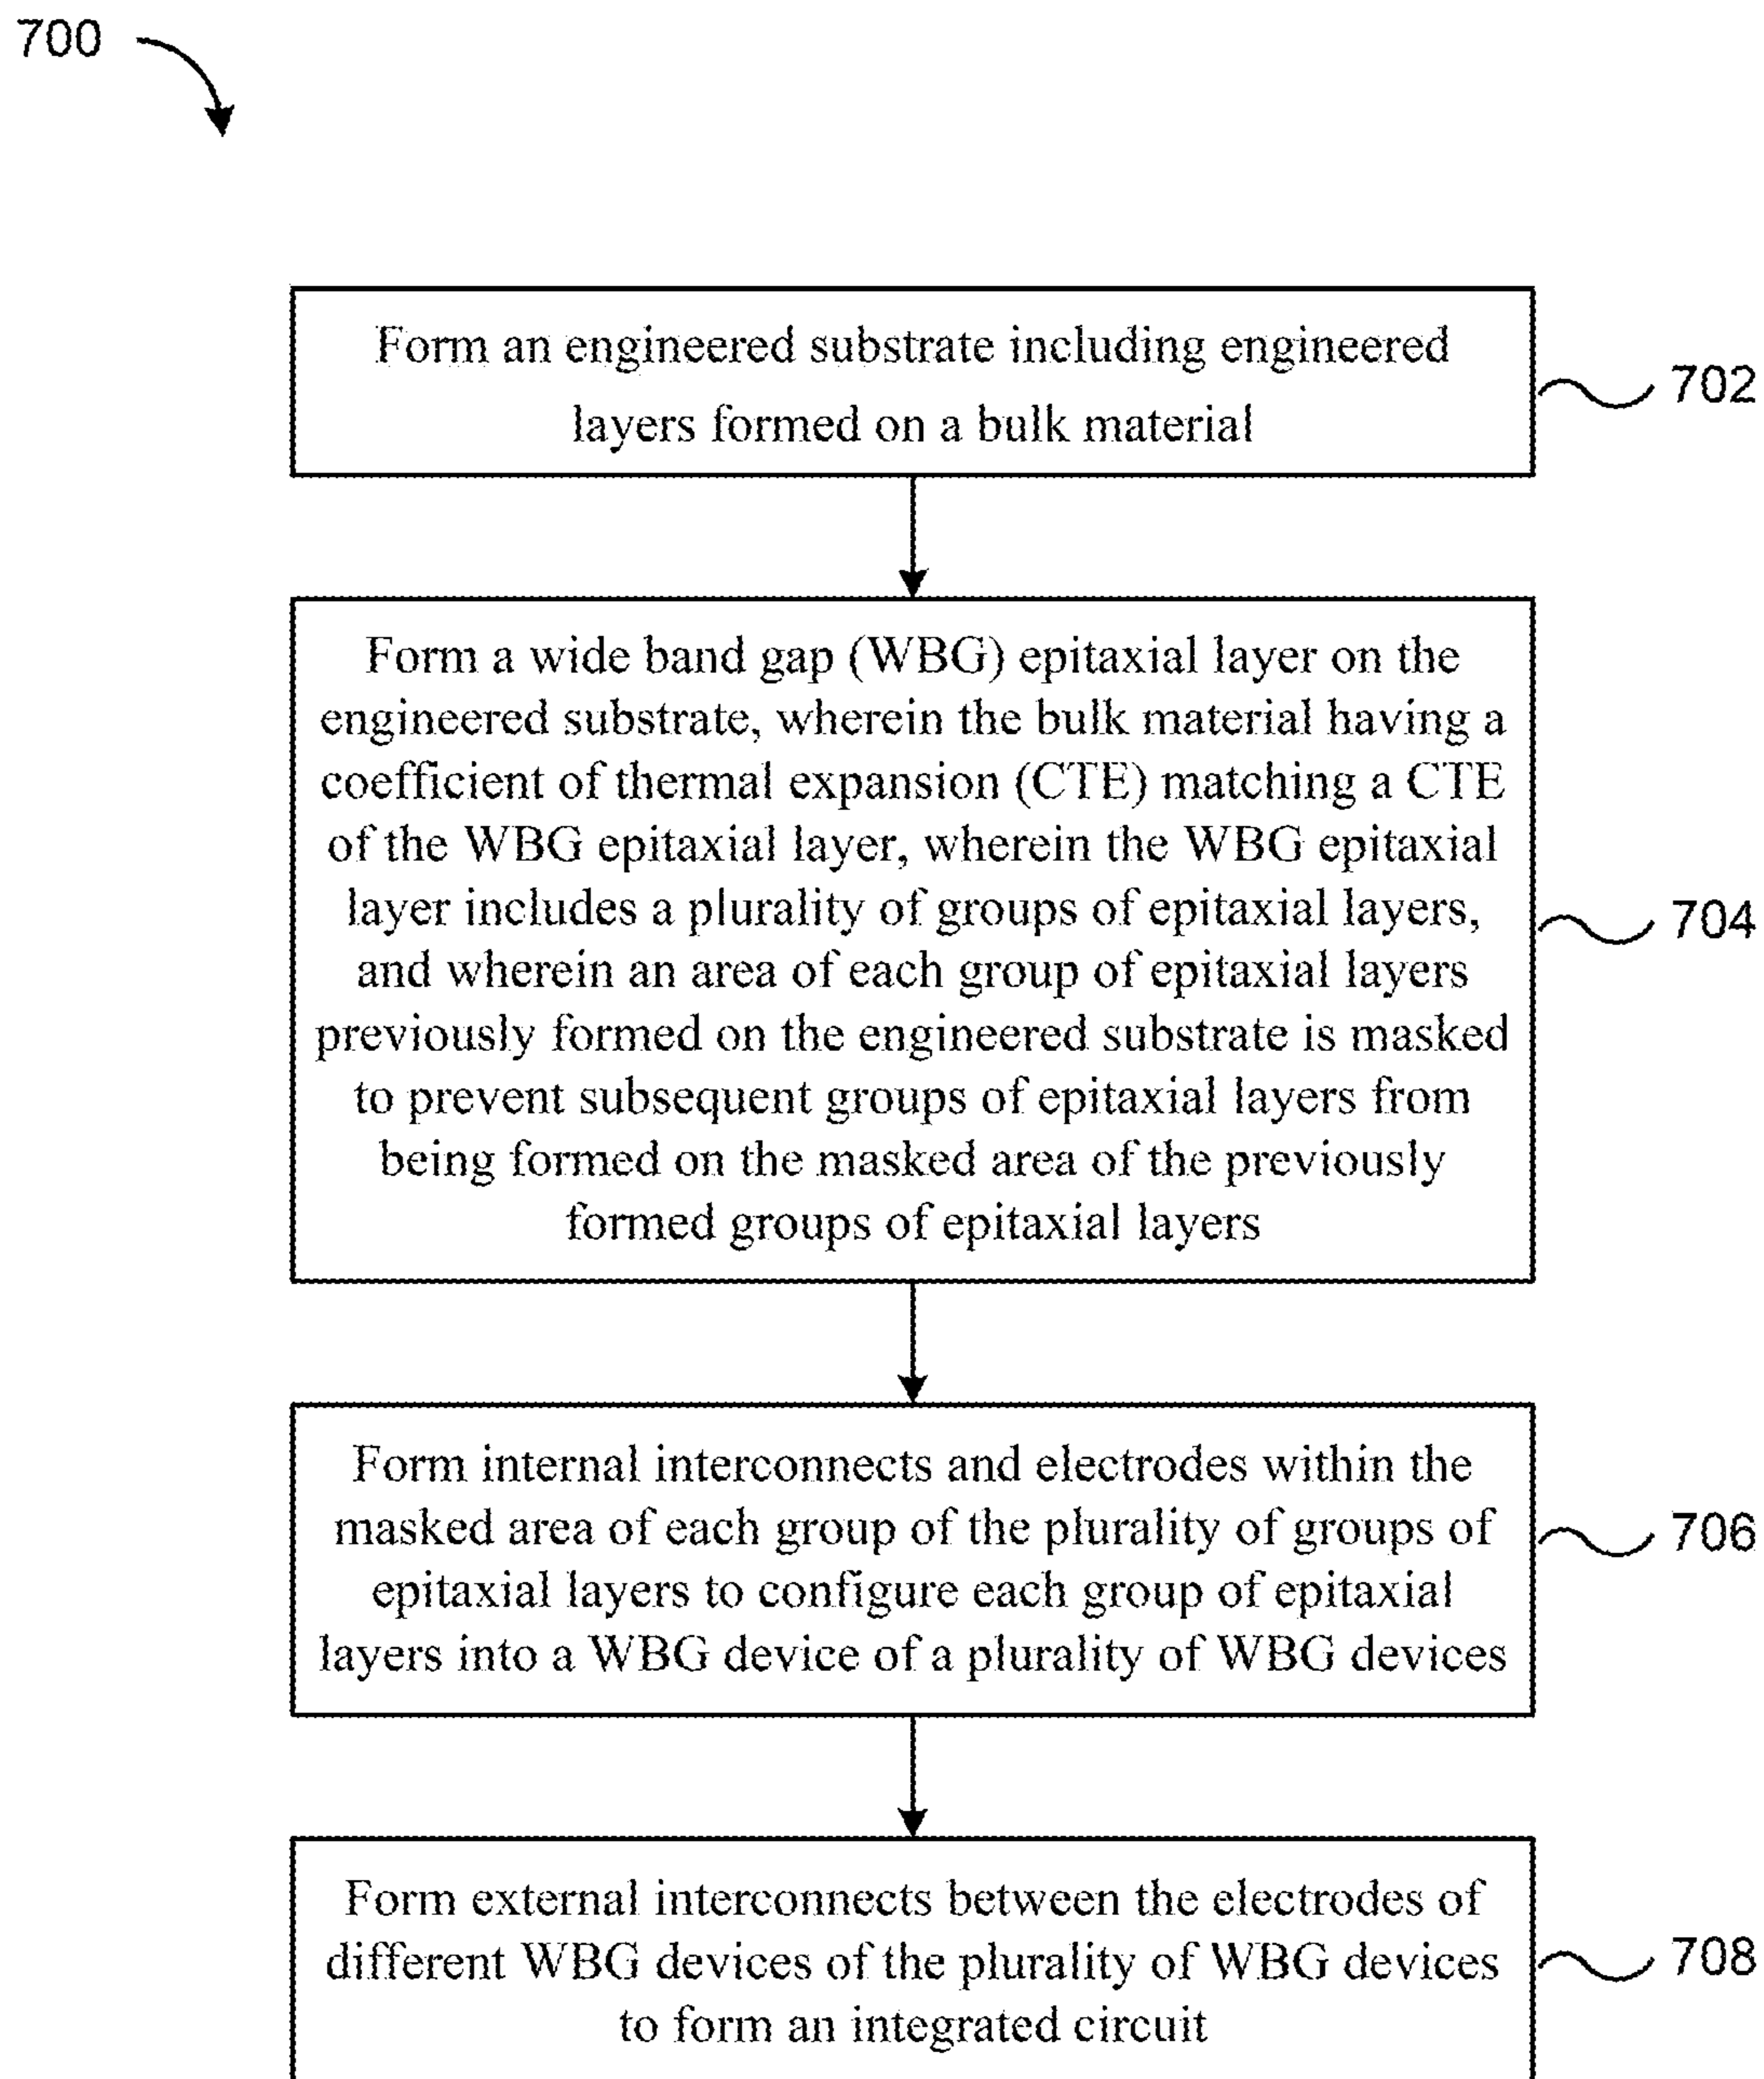 700
Form an engineered substrate including engineered
layers formed on a bulk material
702
Form a wide band gap (WBG) epitaxial layer on the
engineered substrate, wherein the bulk material having a
coefficient of thermal expansion (CTE) matching a CTE
of the WBG epitaxial layer, wherein the WBG epitaxial
layer includes a plurality of groups of epitaxial layers,
and wherein an area of each group of epitaxial layers
previously formed on the engineered substrate is masked
to prevent subsequent groups of epitaxial layers from
being formed on the masked area of the previously
formed groups of epitaxial layers
704
Form internal interconnects and electrodes within the
masked area of each group of the plurality of groups of
epitaxial layers to configure each group of epitaxial
layers into a WBG device of a plurality of WBG devices
706
Form external interconnects between the electrodes of
different WBG devices of the plurality of WBG devices
to form an integrated circuit
708